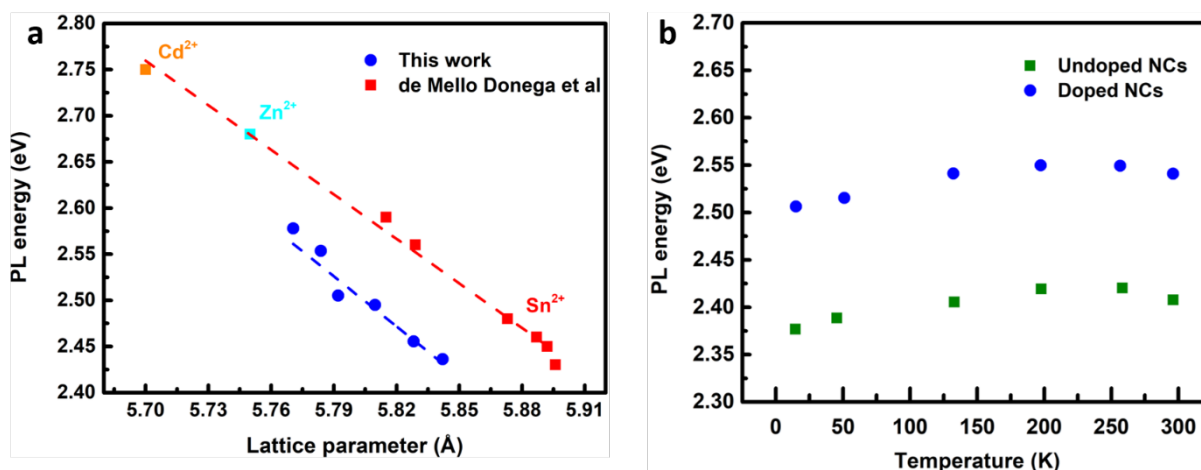 a
2.80
2.75
2.70
2.65
2.60
2.55
2.50
2.45
2.40
PL energy (eV)
Cd2+
Zn2+
Sn2+
This work
de Mello Donega et al
5.70 5.73 5.76 5.79 5.82 5.85 5.88 5.91
Lattice parameter (Å)
b
2.70
2.65
2.60
2.55
2.50
2.45
2.40
2.35
2.30
PL energy (eV)
Undoped NCs
Doped NCs
0 50 100 150 200 250 300
Temperature (K)